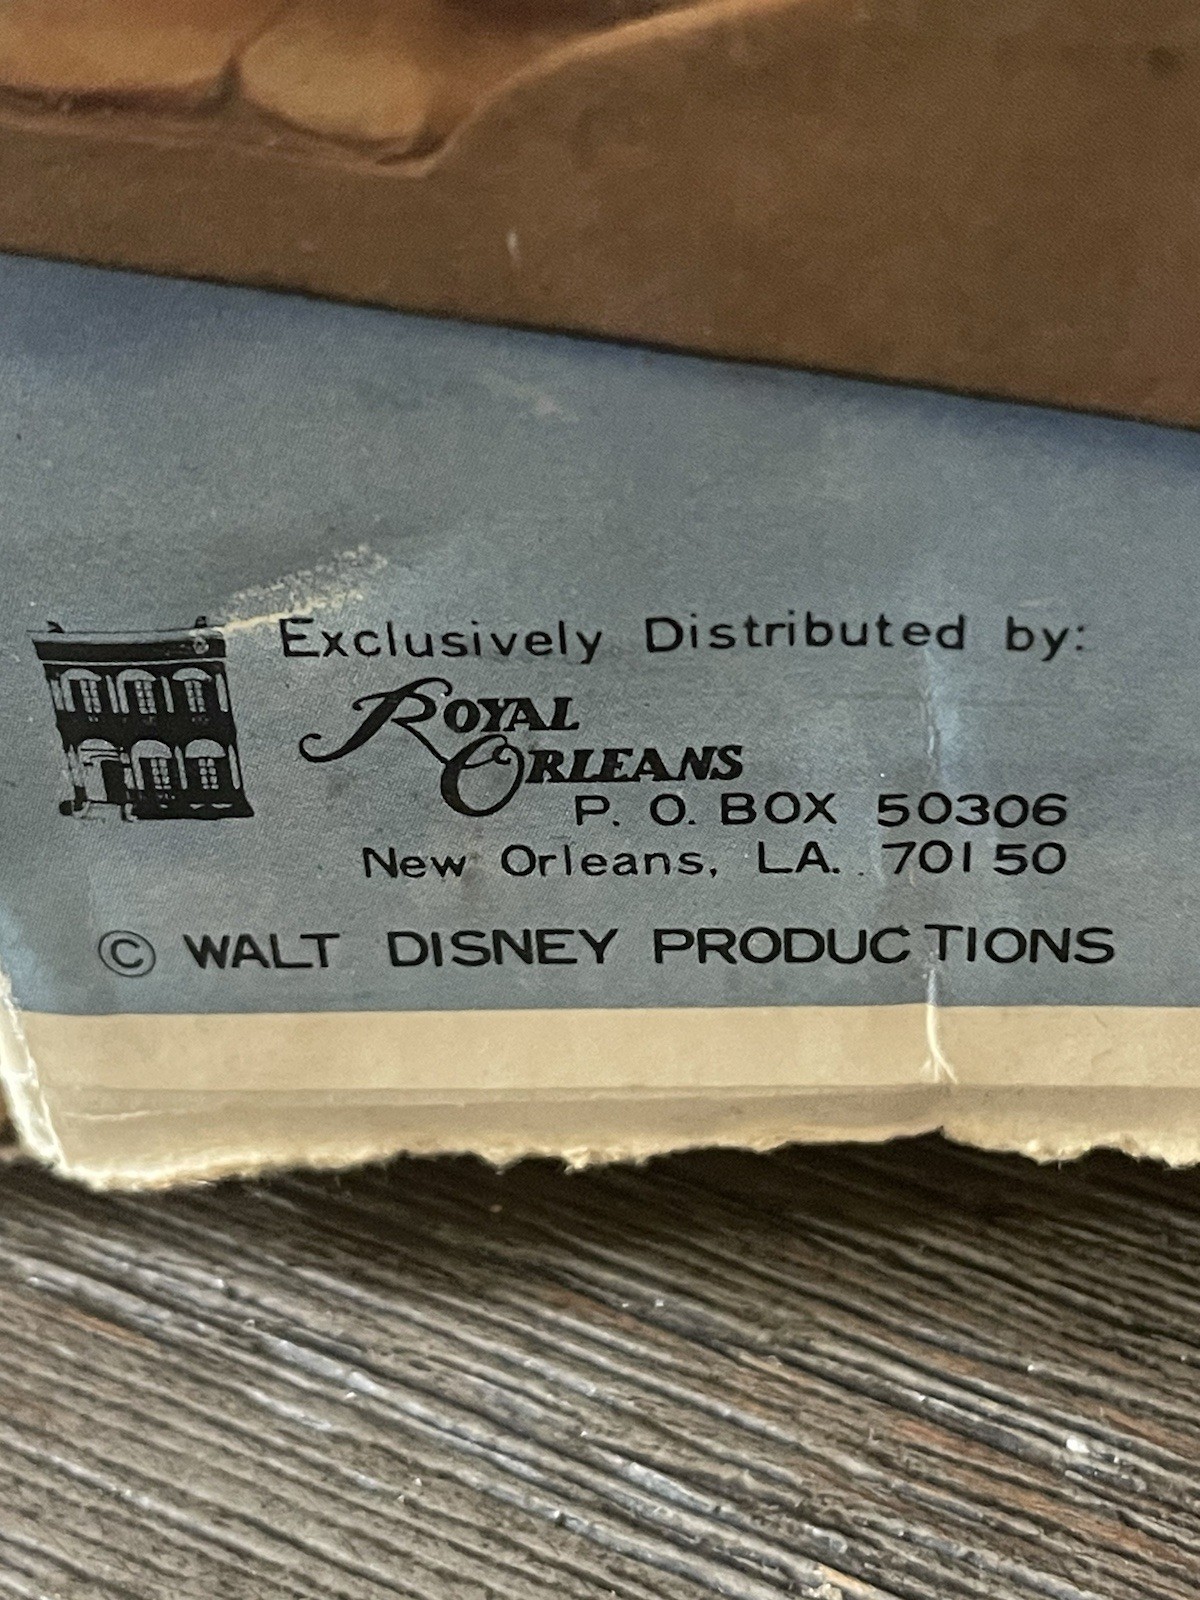 Exclusively Distributed by:
ROYAL
ORLEANS
P. O. BOX 50306
New Orleans, LA. 70150
© WALT DISNEY PRODUCTIONS